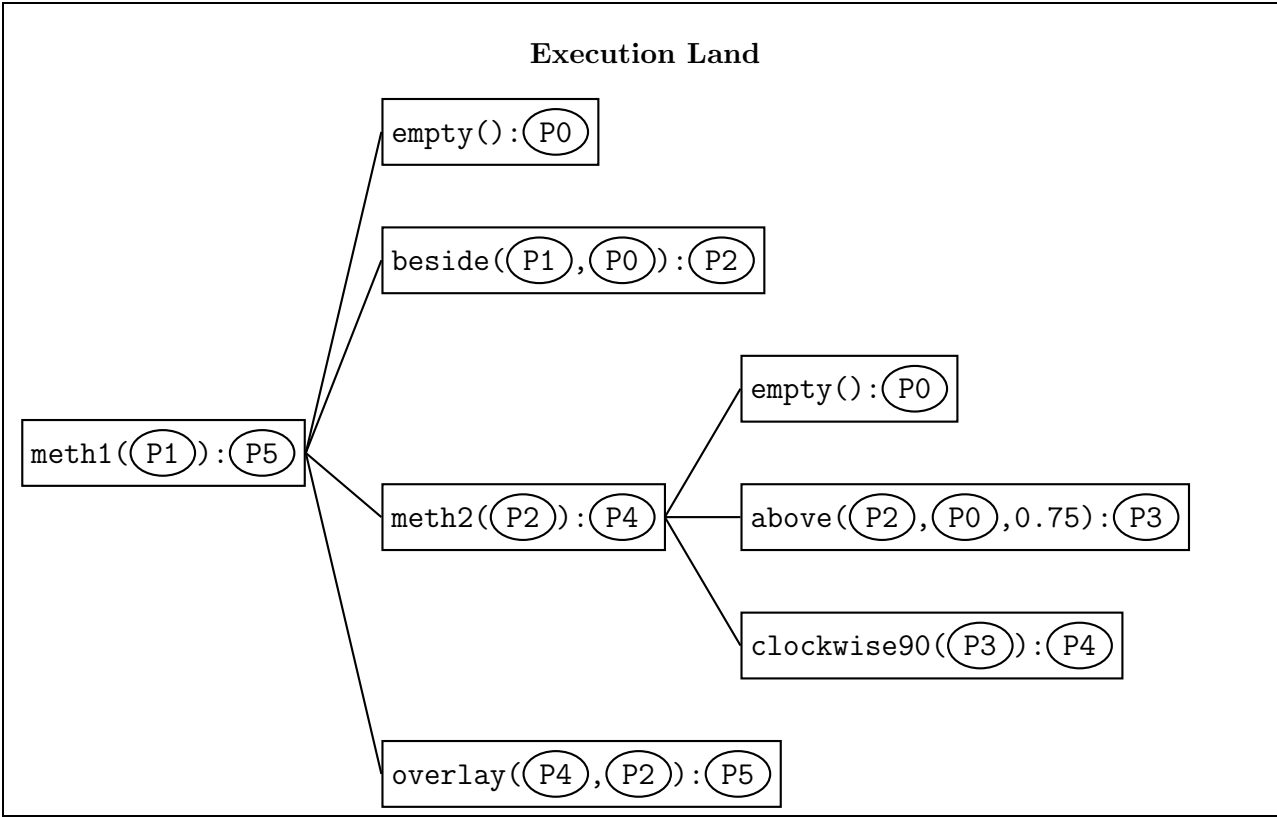 Execution Land
empty():P0
beside(P1,P0):P2
empty():P0
meth1(P1):P5
meth2(P2):P4
above(P2,P0,0.75):P3
clockwise90(P3):P4
overlay(P4,P2):P5